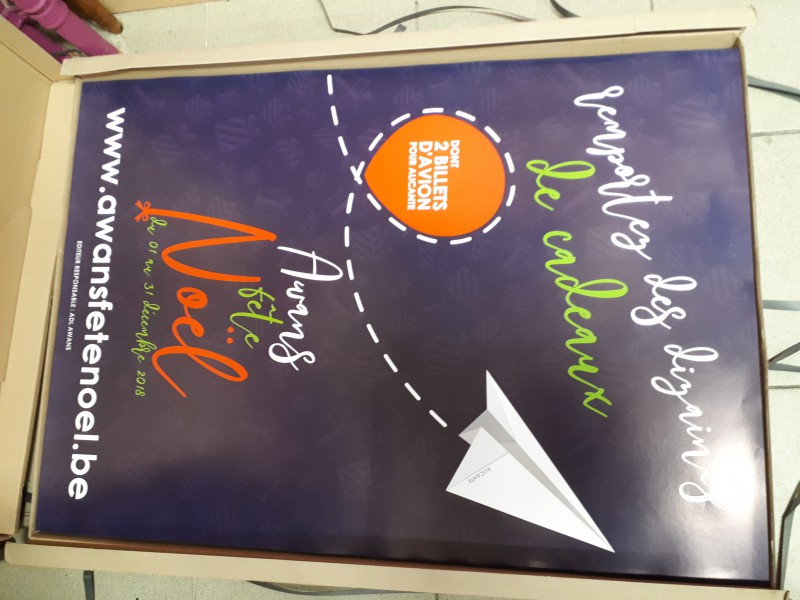 remportez des dizaines
de cadeaux
DONT
2 BILLETS
D'AVION
POUR ALICANTE
ALICANTE
Awans
fête
Noël
du 01 au 31 décembre 2018
www.awansfetenoel.be
EDITEUR RESPONSABLE : ADL AWANS